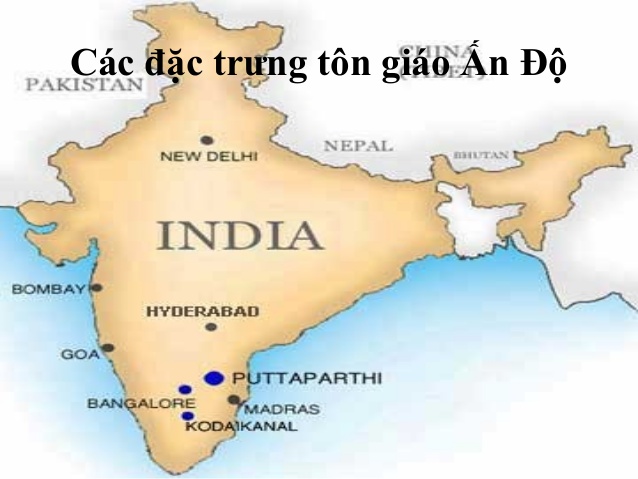 Các đặc trưng tôn giáo Ấn Độ
CHINA
PAKISTAN
NEPAL
BHUTAN
NEW DELHI
INDIA
BOMBAY
HYDERABAD
GOA
PUTTAPARTHI
BANGALORE
MADRAS
KODAIKANAL